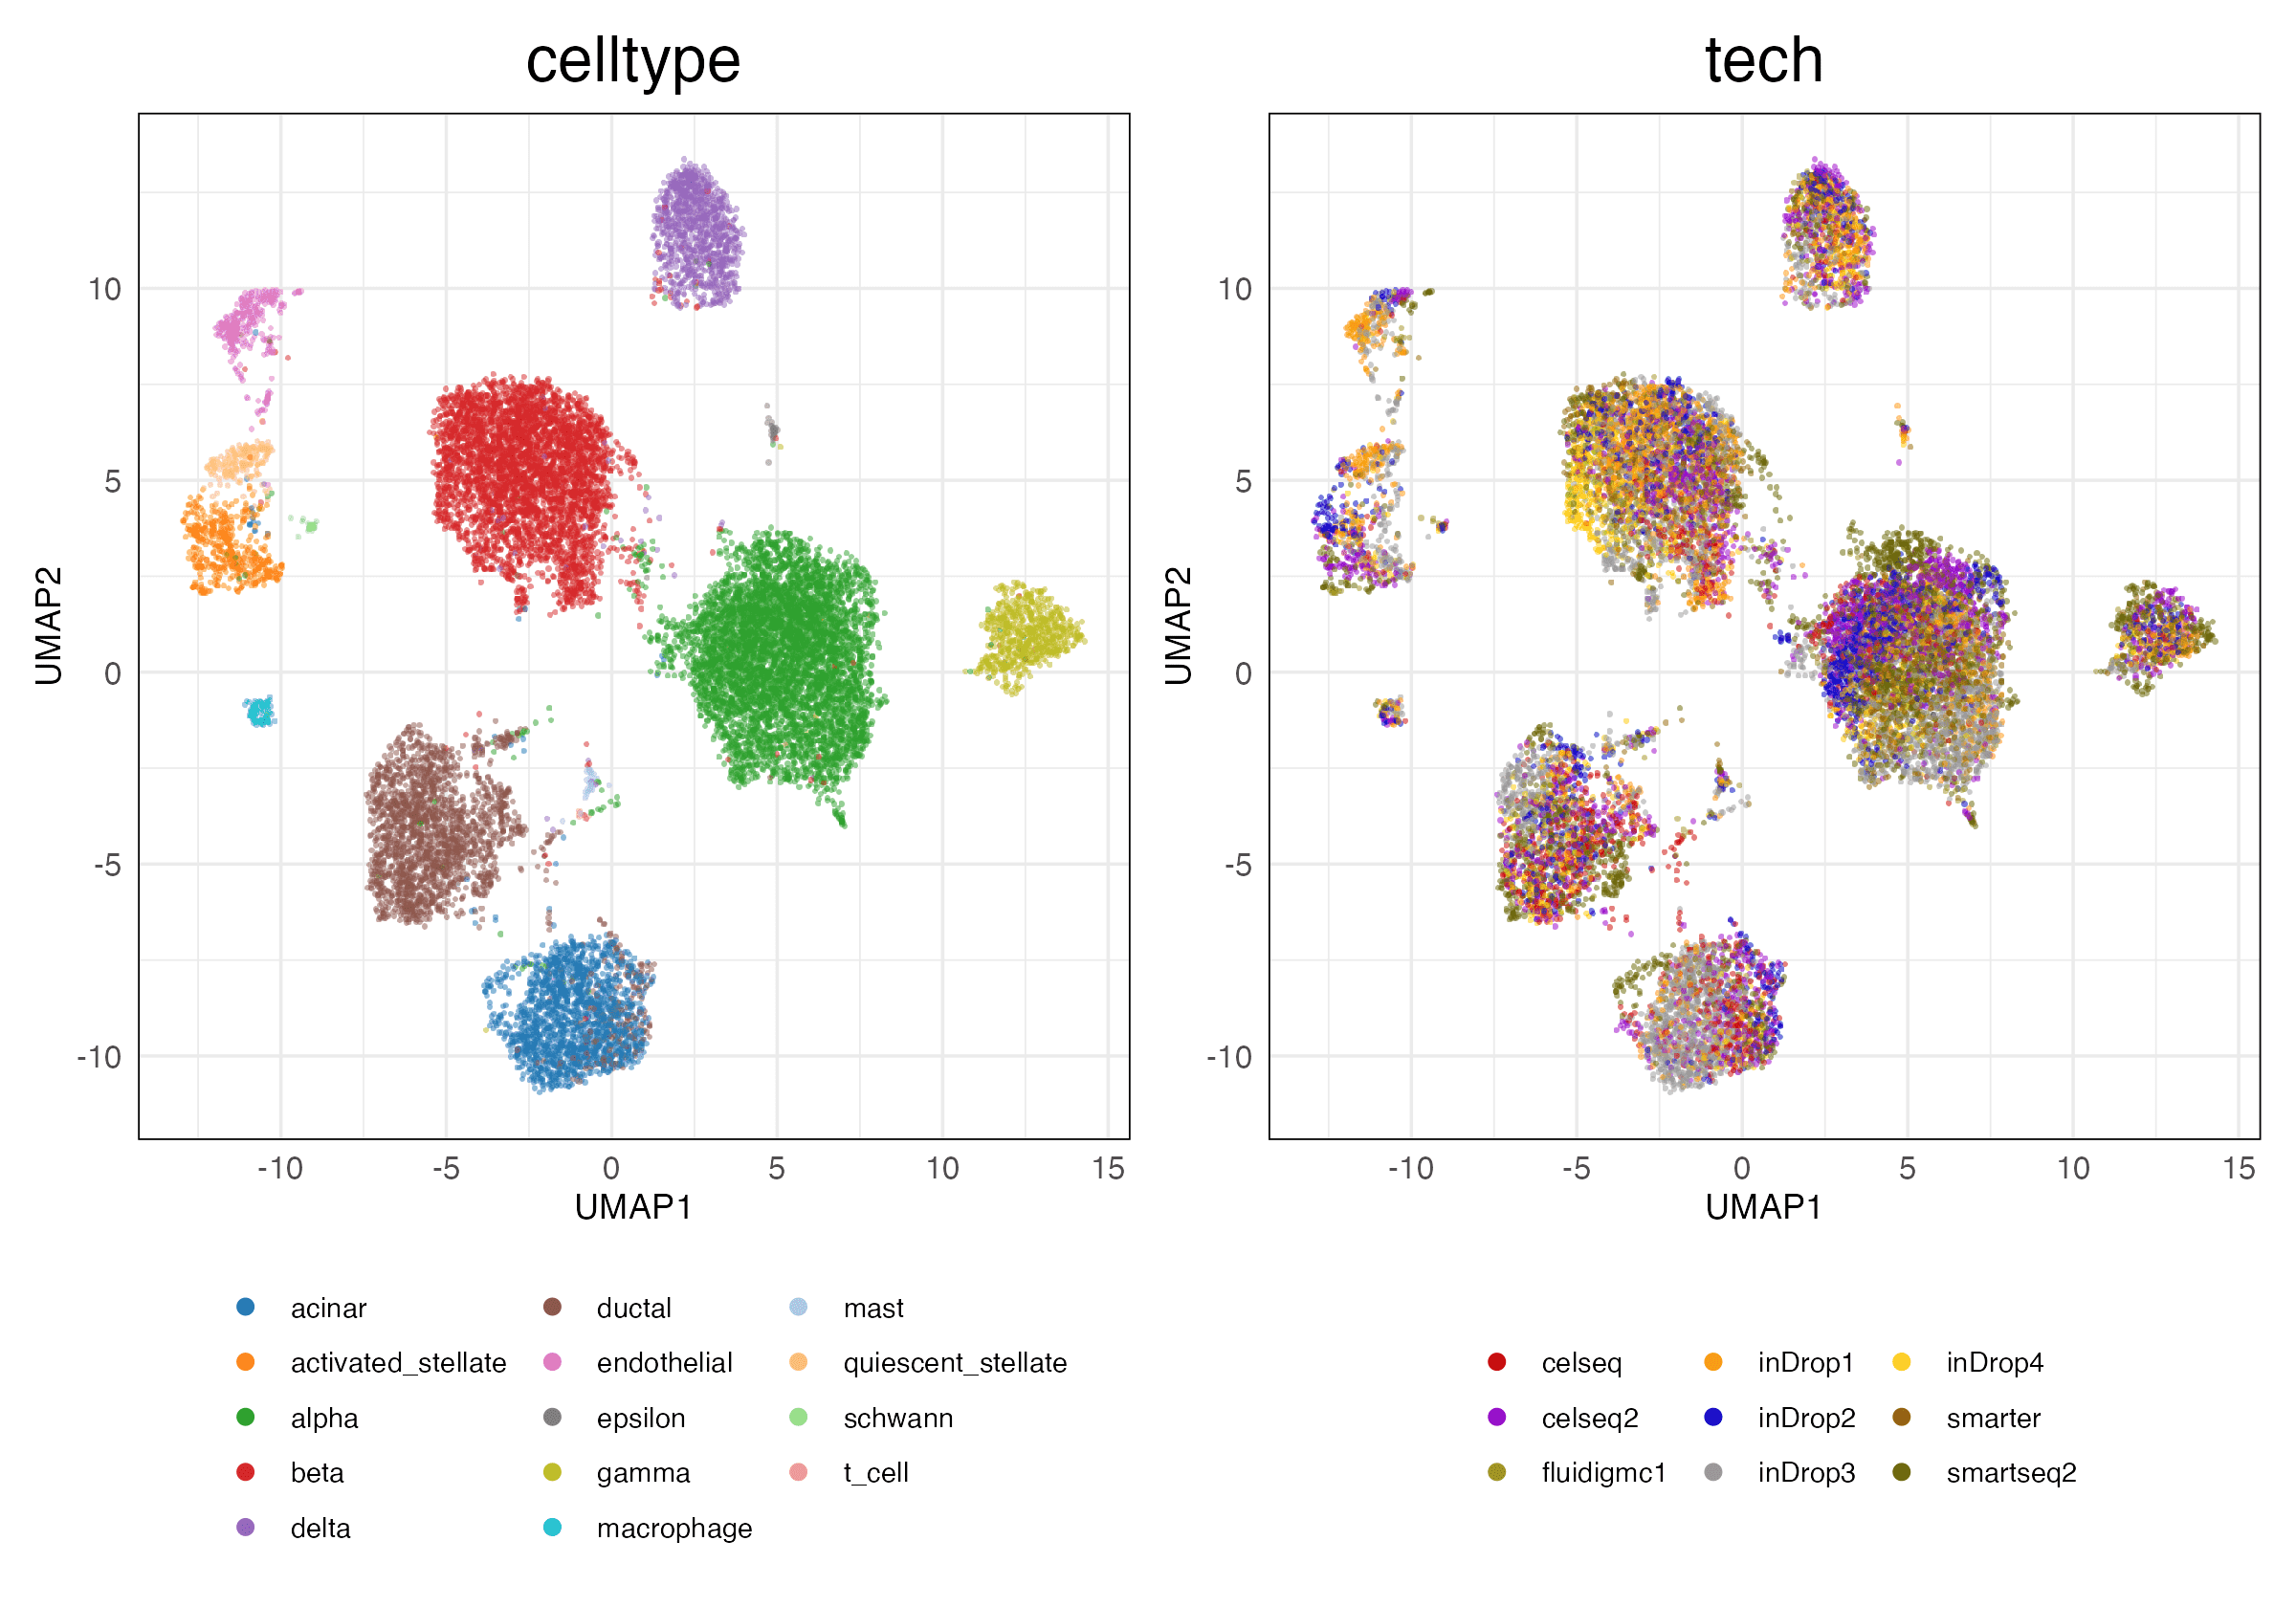 celltype
10
5
0
-5
-10
UMAP2
-10 -5 0 5 10 15
UMAP1
acinar ductal mast
activated_stellate endothelial quiescent_stellate
alpha epsilon schwann
beta gamma t_cell
delta macrophage
tech
10
5
0
-5
-10
UMAP2
-10 -5 0 5 10 15
UMAP1
celseq inDrop1 inDrop4
celseq2 inDrop2 smarter
fluidigmc1 inDrop3 smartseq2